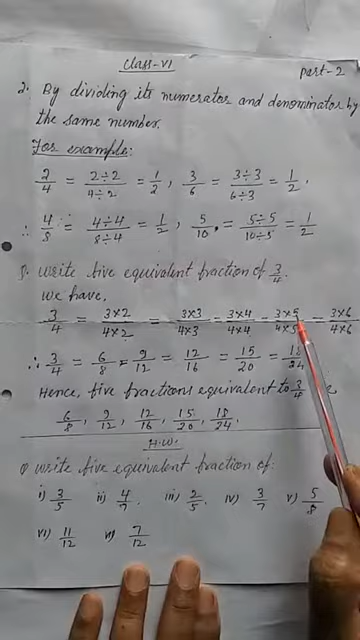 Class-VI
Part-2
2. By dividing its numerator and denominator by
the same number.
For example:
2/4 = 2÷2/4÷2 = 1/2, 3/6 = 3÷3/6÷3 = 1/2.
∴ 4/8 = 4÷4/8÷4 = 1/2, 5/10 = 5÷5/10÷5 = 1/2
Q. Write five equivalent fraction of 3/4.
We have,
3/4 = 3×2/4×2 = 3×3/4×3 = 3×4/4×4 = 3×5/4×5 = 3×6/4×6
∴ 3/4 = 6/8 = 9/12 = 12/16 = 15/20 = 18/24
Hence, five fractions equivalent to 3/4
6/8, 9/12, 12/16, 15/20, 18/24.
H.W.
Write five equivalent fraction of:
i) 3/5 ii) 4/7 iii) 2/5. iv) 3/7 v) 5/8
vi) 11/12 7/12